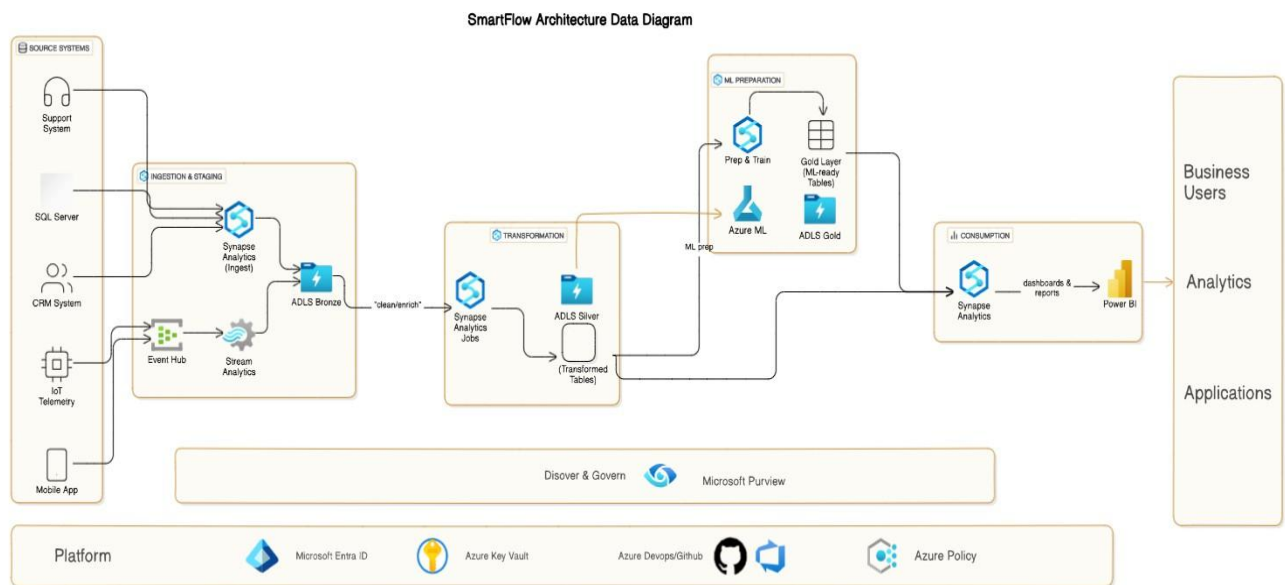 SmartFlow Architecture Data Diagram
SOURCE SYSTEMS
Support
System
SQL Server
CRM System
IoT
Telemetry
Mobile App
INGESTION & STAGING
Synapse
Analytics
(Ingest)
ADLS Bronze
Event Hub
Stream
Analytics
"clean/enrich"
TRANSFORMATION
Synapse
Analytics
Jobs
ADLS Silver
(Transformed
Tables)
ML prep
ML PREPARATION
Prep & Train
Gold Layer
(ML-ready
Tables)
Azure ML
ADLS Gold
CONSUMPTION
Synapse
Analytics
dashboards &
reports
Power BI
Business
Users
Analytics
Applications
Disover & Govern
Microsoft Purview
Platform
Microsoft Entra ID
Azure Key Vault
Azure Devops/Github
Azure Policy